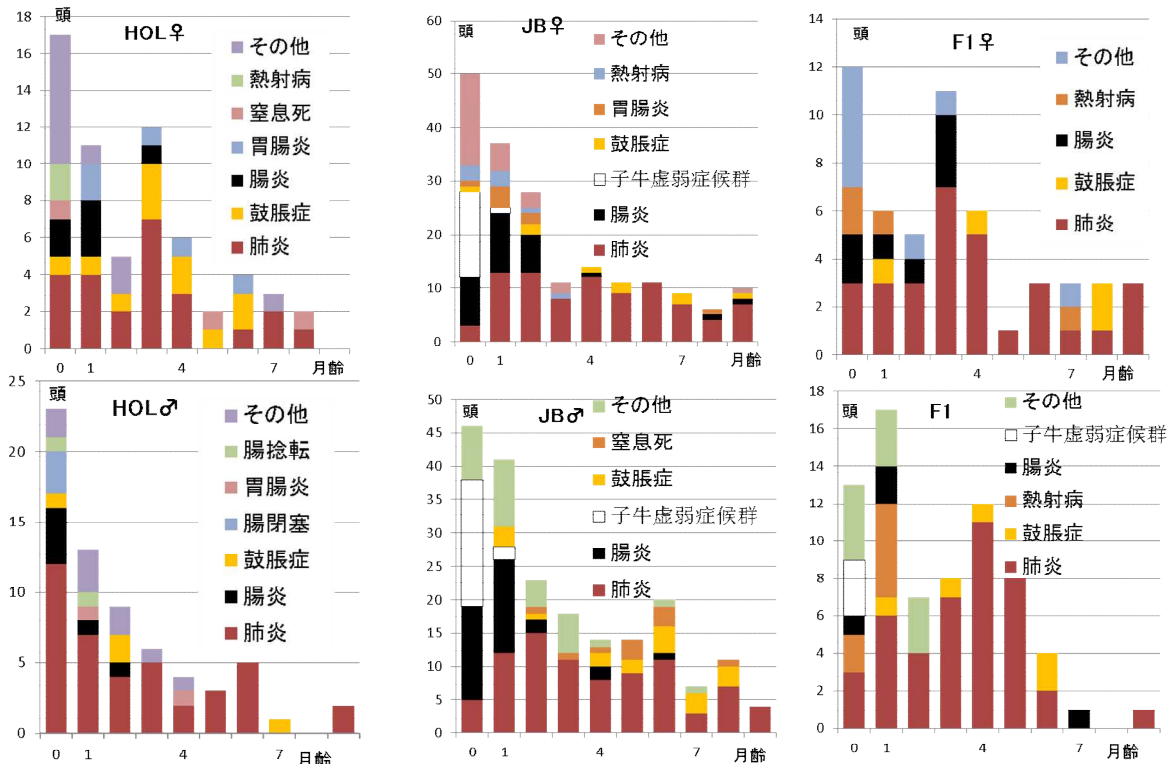 頭
HOL♀
18
16
14
12
10
8
6
4
2
0
その他
熱射病
窒息死
胃腸炎
腸炎
鼓脹症
肺炎
0 1 4 7 月齢
頭
JB♀
60
50
40
30
20
10
0
その他
熱射病
胃腸炎
鼓脹症
子牛虚弱症候群
腸炎
肺炎
0 1 4 7 月齢
頭
F1♀
14
12
10
8
6
4
2
0
その他
熱射病
腸炎
鼓脹症
肺炎
0 1 4 7 月齢
頭
HOL♂
25
20
15
10
5
0
その他
腸捻転
胃腸炎
腸閉塞
鼓脹症
腸炎
肺炎
0 1 4 7 月齢
頭
JB♂
50
45
40
35
30
25
20
15
10
5
0
その他
窒息死
鼓脹症
子牛虚弱症候群
腸炎
肺炎
0 1 4 7 月齢
頭
F1
18
16
14
12
10
8
6
4
2
0
その他
子牛虚弱症候群
腸炎
熱射病
鼓脹症
肺炎
0 1 4 7 月齢